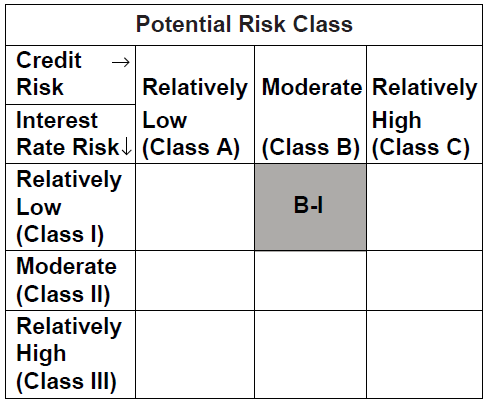 Potential Risk Class
Credit →
Risk
Interest
Rate Risk↓
Relatively
Low
(Class A)
Moderate
(Class B)
Relatively
High
(Class C)
Relatively
Low
(Class I)
B-I
Moderate
(Class II)
Relatively
High
(Class III)